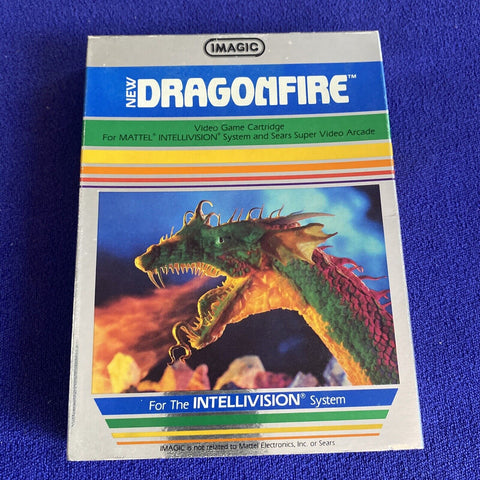 IMAGIC
NEW DRAGONFIRE™
Video Game Cartridge
For MATTEL® INTELLIVISION® System and Sears Super Video Arcade
For The INTELLIVISION® System
IMAGIC is not related to Mattel Electronics, Inc. or Sears